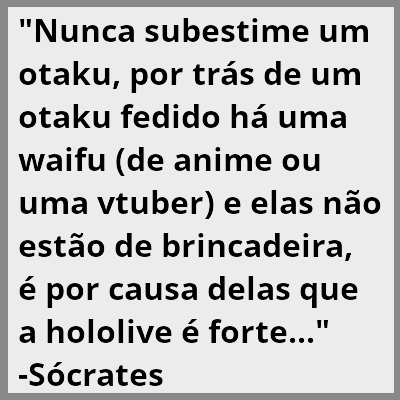 "Nunca subestime um
otaku, por trás de um
otaku fedido há uma
waifu (de anime ou
uma vtuber) e elas não
estão de brincadeira,
é por causa delas que
a hololive é forte..."
-Sócrates